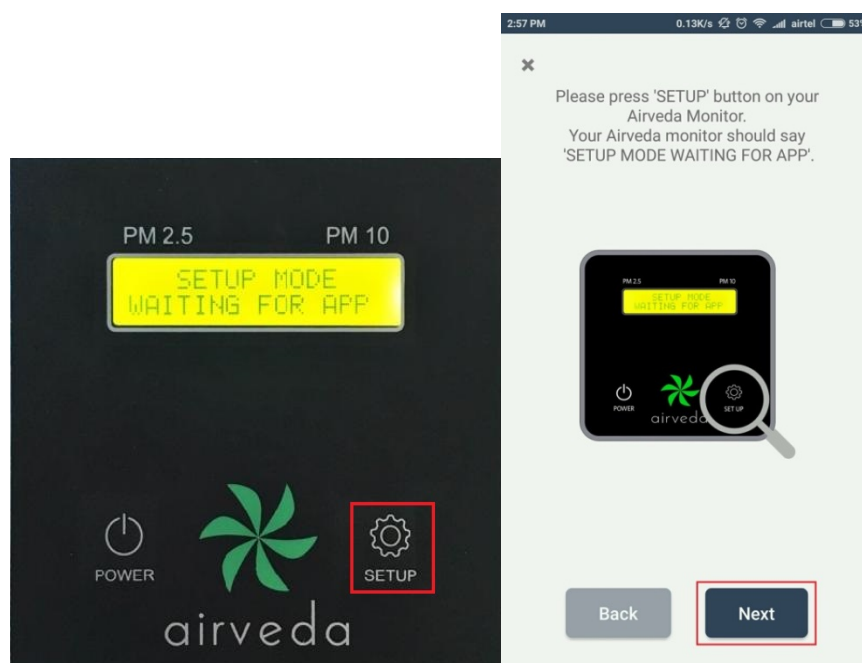 PM 2.5 PM 10
SETUP MODE
WAITING FOR APP
POWER SETUP
airveda
2:57 PM 0.13K/s airtel 53%
Please press 'SETUP' button on your
Airveda Monitor.
Your Airveda monitor should say
'SETUP MODE WAITING FOR APP'.
PM 2.5 PM 10
SETUP MODE
WAITING FOR APP
POWER SET UP
airveda
Back Next